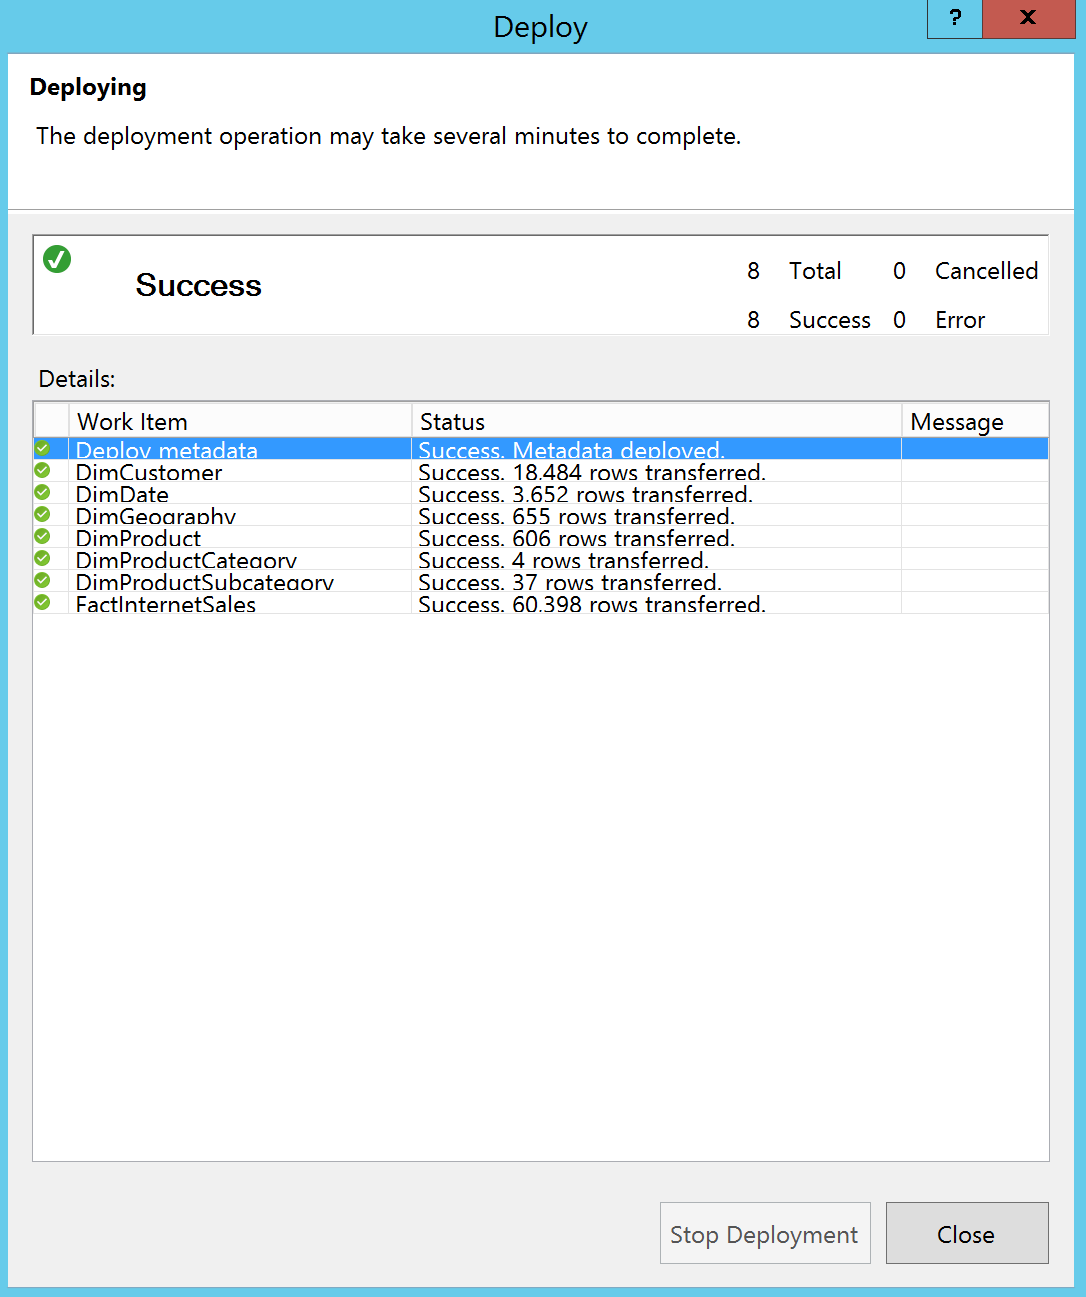 Deploy
?
x
Deploying
The deployment operation may take several minutes to complete.
Success
8 Total 0 Cancelled
8 Success 0 Error
Details:
Work Item Status Message
Deploy metadata Success. Metadata deployed.
DimCustomer Success. 18,484 rows transferred.
DimDate Success. 3,652 rows transferred.
DimGeography Success. 655 rows transferred.
DimProduct Success. 606 rows transferred.
DimProductCategory Success. 4 rows transferred.
DimProductSubcategory Success. 37 rows transferred.
FactInternetSales Success. 60,398 rows transferred.
Stop Deployment Close